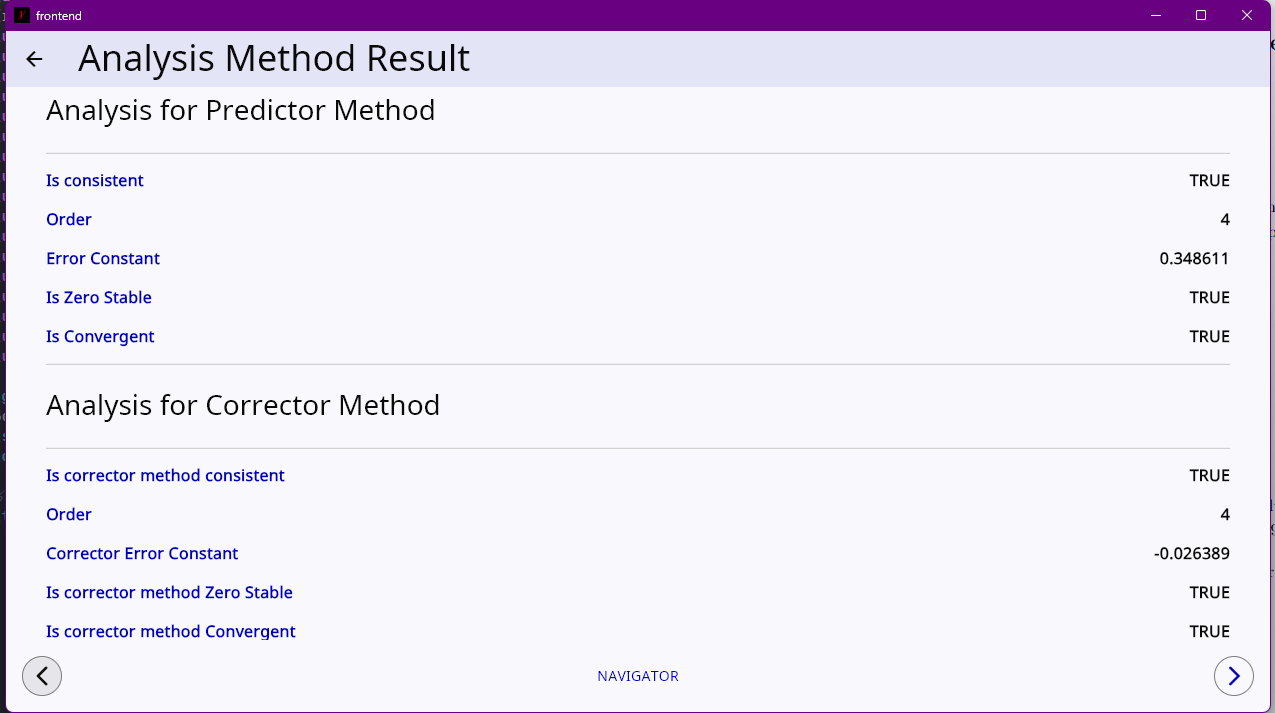 frontend
Analysis Method Result
Analysis for Predictor Method
Is consistent TRUE
Order 4
Error Constant 0.348611
Is Zero Stable TRUE
Is Convergent TRUE
Analysis for Corrector Method
Is corrector method consistent TRUE
Order 4
Corrector Error Constant -0.026389
Is corrector method Zero Stable TRUE
Is corrector method Convergent TRUE
NAVIGATOR